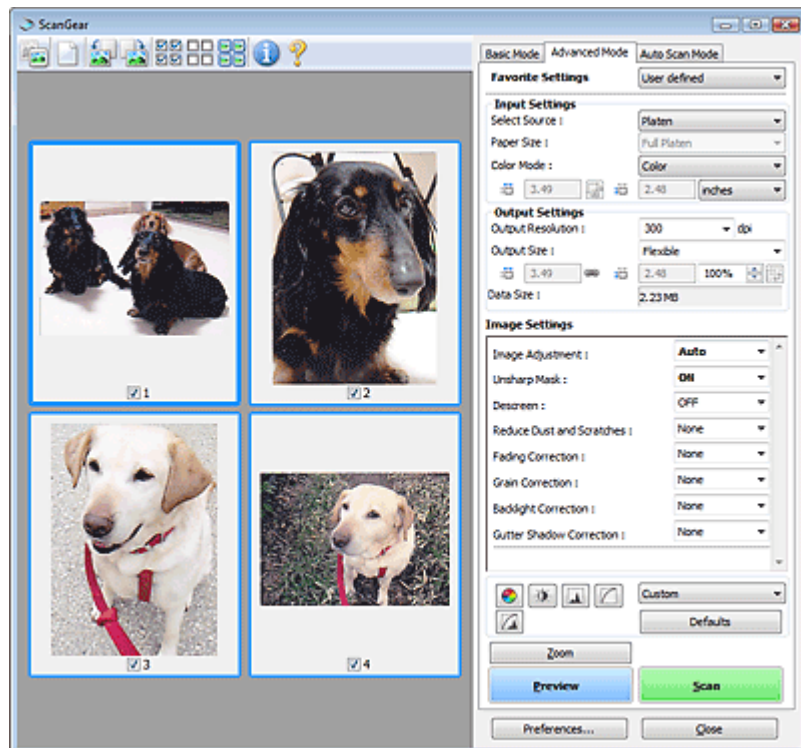 ScanGear
Basic Mode Advanced Mode Auto Scan Mode
Favorite Settings User defined
Input Settings
Select Source : Platen
Paper Size : Full Platen
Color Mode : Color
3.49 2.48 inches
Output Settings
Output Resolution : 300 dpi
Output Size : Flexible
3.49 2.48 100%
Data Size : 2.23 MB
Image Settings
Image Adjustment : Auto
Unsharp Mask : ON
Descreen : OFF
Reduce Dust and Scratches : None
Fading Correction : None
Grain Correction : None
Backlight Correction : None
Gutter Shadow Correction : None
Custom
Defaults
Zoom
Preview Scan
Preferences... Close
1 2
3 4